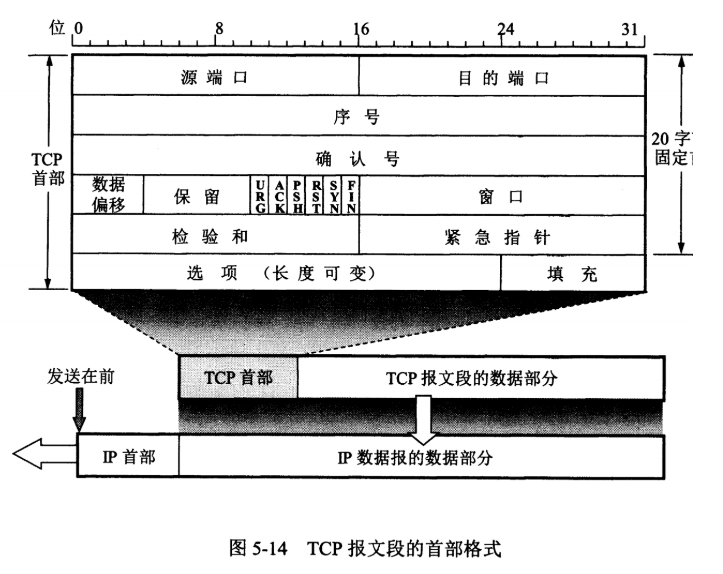 位 0 8 16 24 31
源端口 目的端口
序号
确认号
TCP
首部
20 字
固定
数据
偏移
保留
URG
ACK
PSH
RST
SYN
FIN
窗口
检验和 紧急指针
选项 (长度可变) 填充
TCP 首部 TCP 报文段的数据部分
发送在前
IP 首部 IP 数据报的数据部分
图 5-14 TCP 报文段的首部格式